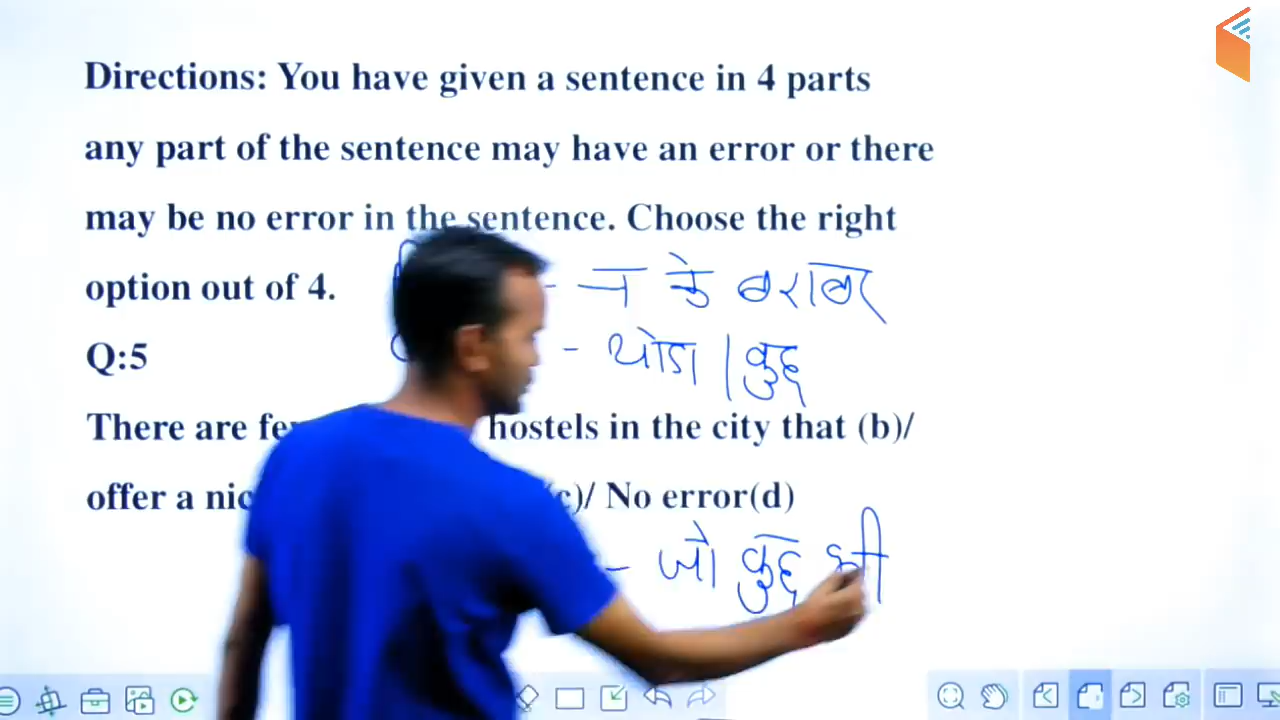 Directions: You have given a sentence in 4 parts
any part of the sentence may have an error or there
may be no error in the sentence. Choose the right
option out of 4.
- न के बराबर
Q:5
- थोडा | कुछ
There are hostels in the city that (b)/
offer a No error(d)
- जो कुछ भी